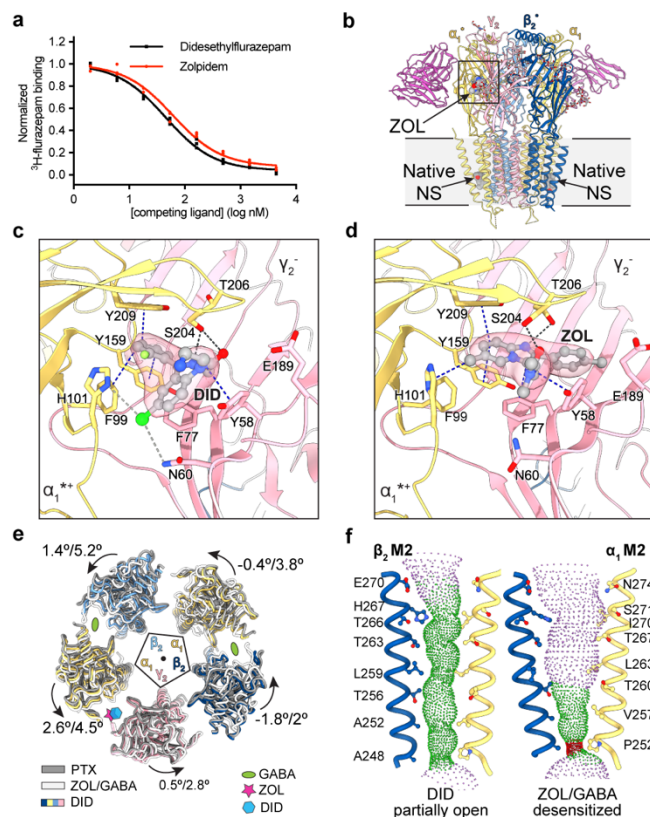 a
Didesethylflurazepam
Zolpidem
Normalized
³H-flurazepam binding
1.0
0.8
0.6
0.4
0.2
0.0
0 1 2 3 4
[competing ligand] (log nM)
b
α₁* γ₂ β₂* α₁
ZOL
Native
NS
Native
NS
c
γ₂⁻
T206
Y209
S204
Y159
E189
DID
H101
Y58
F99
F77
N60
α₁*⁺
d
γ₂⁻
T206
Y209
S204
ZOL
Y159
E189
H101
Y58
F99
F77
N60
α₁*⁺
e
1.4º/5.2º
-0.4º/3.8º
β₂ α₁
α₁ β₂
γ₂
2.6º/4.5º
-1.8º/2º
0.5º/2.8º
PTX
ZOL/GABA
DID
GABA
ZOL
DID
f
β₂ M2
α₁ M2
E270
H267
T266
T263
L259
T256
A252
A248
N274
S271
I270
T267
L263
T260
V257
P252
DID
partially open
ZOL/GABA
desensitized